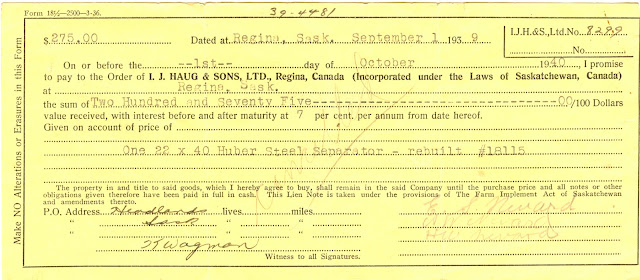 Form 18½—2500—3-36.
39-4481
$275.00 Dated at Regina, Sask. September 1 1939
I.J.H.&S.,Ltd.No. 8299
No.
On or before the --1st-- day of October 1940 I promise
to pay to the Order of I. J. HAUG & SONS, LTD., Regina, Canada (Incorporated under the Laws of Saskatchewan, Canada)
at Regina, Sask.
the sum of Two Hundred and Seventy Five 00/100 Dollars
value received, with interest before and after maturity at 7 per cent. per annum from date hereof.
Given on account of price of
One 22 x 40 Huber Steel Separator - rebuilt #18115
The property in and title to said goods, which I hereby agree to buy, shall remain in the said Company until the purchase price and all notes or other
obligations given therefore have been paid in full in cash. This Lien Note is taken under the provisions of The Farm Implement Act of Saskatchewan
and amendments thereto.
P.O. Address lives miles
" Sask " "
" " "
Wagman
Witness to all Signatures.
Make NO Alterations or Erasures in this Form